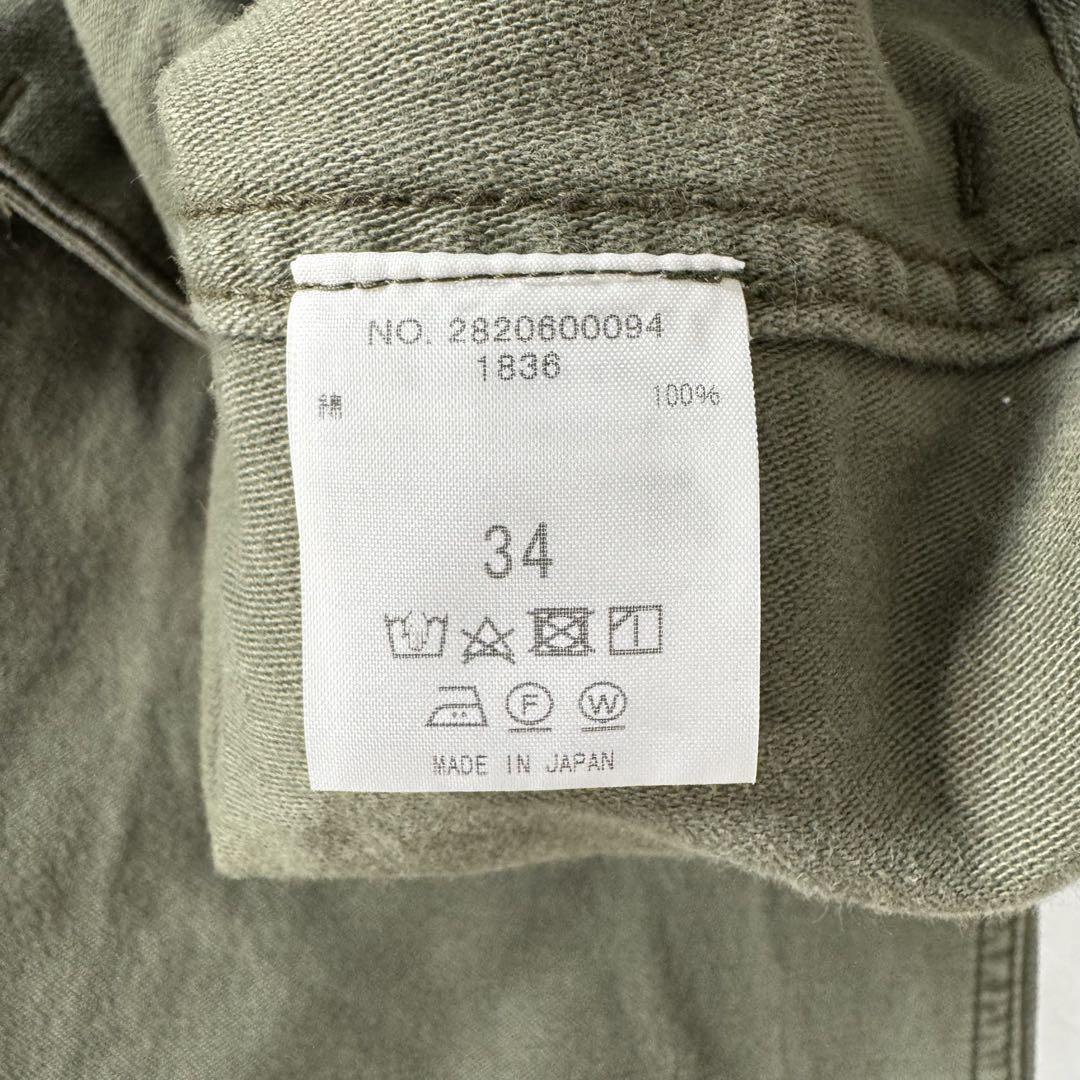 NO. 2820600094
1836
綿 100%
34
F W
MADE IN JAPAN